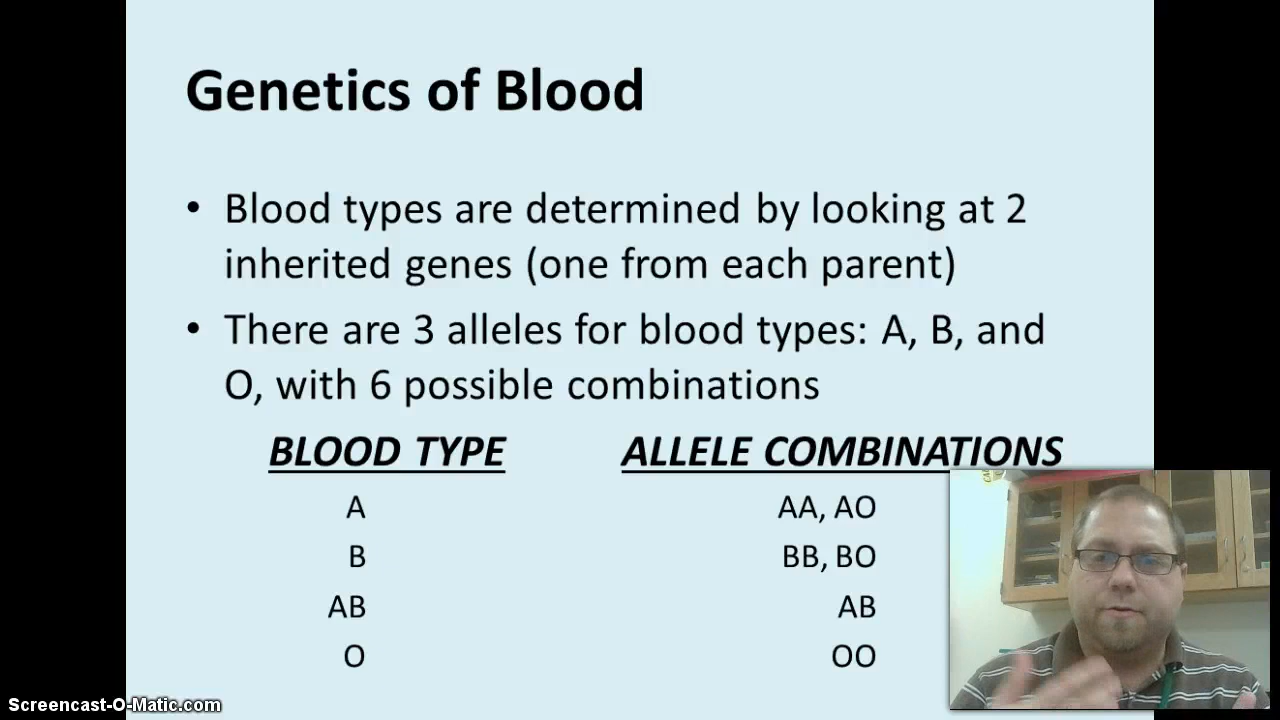 Genetics of Blood
• Blood types are determined by looking at 2
inherited genes (one from each parent)
• There are 3 alleles for blood types: A, B, and
O, with 6 possible combinations
BLOOD TYPE ALLELE COMBINATIONS
A AA, AO
B BB, BO
AB AB
O OO
Screencast-O-Matic.com